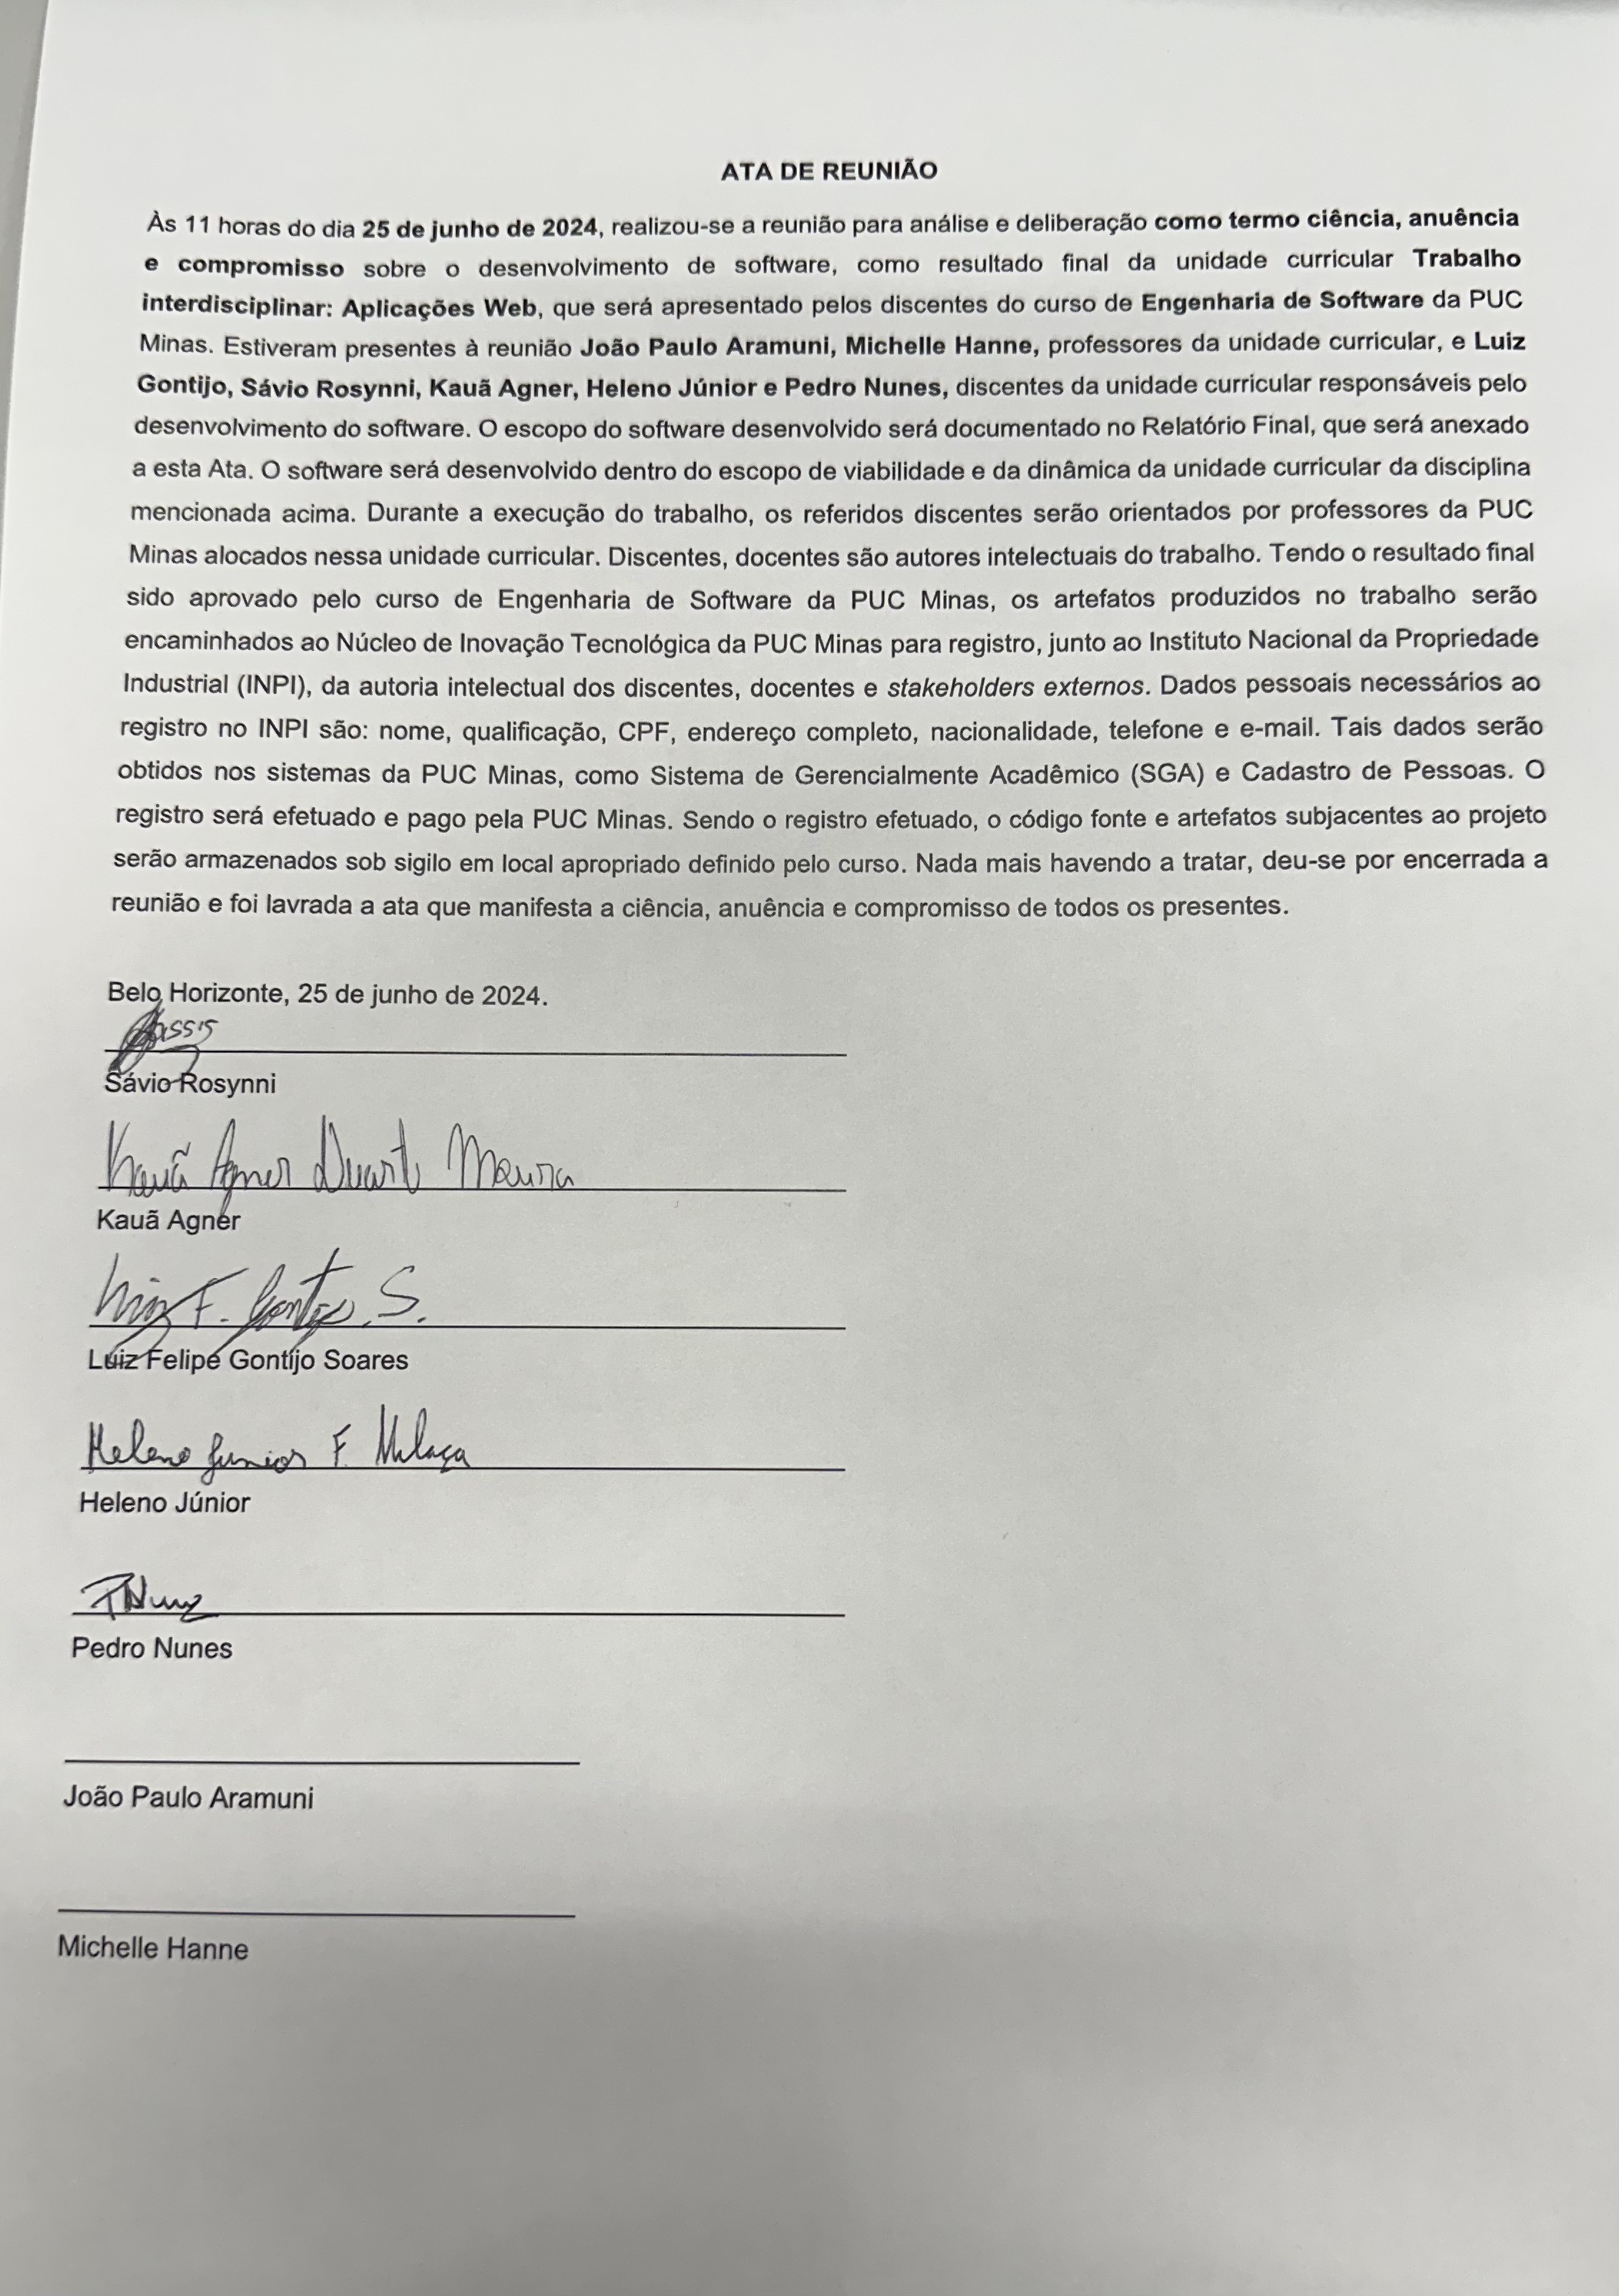 ATA DE REUNIÃO
Às 11 horas do dia 25 de junho de 2024, realizou-se a reunião para análise e deliberação como termo ciência, anuência
e compromisso sobre o desenvolvimento de software, como resultado final da unidade curricular Trabalho
interdisciplinar: Aplicações Web, que será apresentado pelos discentes do curso de Engenharia de Software da PUC
Minas. Estiveram presentes à reunião João Paulo Aramuni, Michelle Hanne, professores da unidade curricular, e Luiz
Gontijo, Sávio Rosynni, Kauã Agner, Heleno Júnior e Pedro Nunes, discentes da unidade curricular responsáveis pelo
desenvolvimento do software. O escopo do software desenvolvido será documentado no Relatório Final, que será anexado
a esta Ata. O software será desenvolvido dentro do escopo de viabilidade e da dinâmica da unidade curricular da disciplina
mencionada acima. Durante a execução do trabalho, os referidos discentes serão orientados por professores da PUC
Minas alocados nessa unidade curricular. Discentes, docentes são autores intelectuais do trabalho. Tendo o resultado final
sido aprovado pelo curso de Engenharia de Software da PUC Minas, os artefatos produzidos no trabalho serão
encaminhados ao Núcleo de Inovação Tecnológica da PUC Minas para registro, junto ao Instituto Nacional da Propriedade
Industrial (INPI), da autoria intelectual dos discentes, docentes e stakeholders externos. Dados pessoais necessários ao
registro no INPI são: nome, qualificação, CPF, endereço completo, nacionalidade, telefone e e-mail. Tais dados serão
obtidos nos sistemas da PUC Minas, como Sistema de Gerencialmente Acadêmico (SGA) e Cadastro de Pessoas. O
registro será efetuado e pago pela PUC Minas. Sendo o registro efetuado, o código fonte e artefatos subjacentes ao projeto
serão armazenados sob sigilo em local apropriado definido pelo curso. Nada mais havendo a tratar, deu-se por encerrada a
reunião e foi lavrada a ata que manifesta a ciência, anuência e compromisso de todos os presentes.
Belo Horizonte, 25 de junho de 2024.
Sávio Rosynni
Kauã Agner Duarte Moura
Kauã Agner
Luiz F. Gontijo S.
Luiz Felipe Gontijo Soares
Heleno Junior F.
Heleno Júnior
PNunes
Pedro Nunes
João Paulo Aramuni
Michelle Hanne